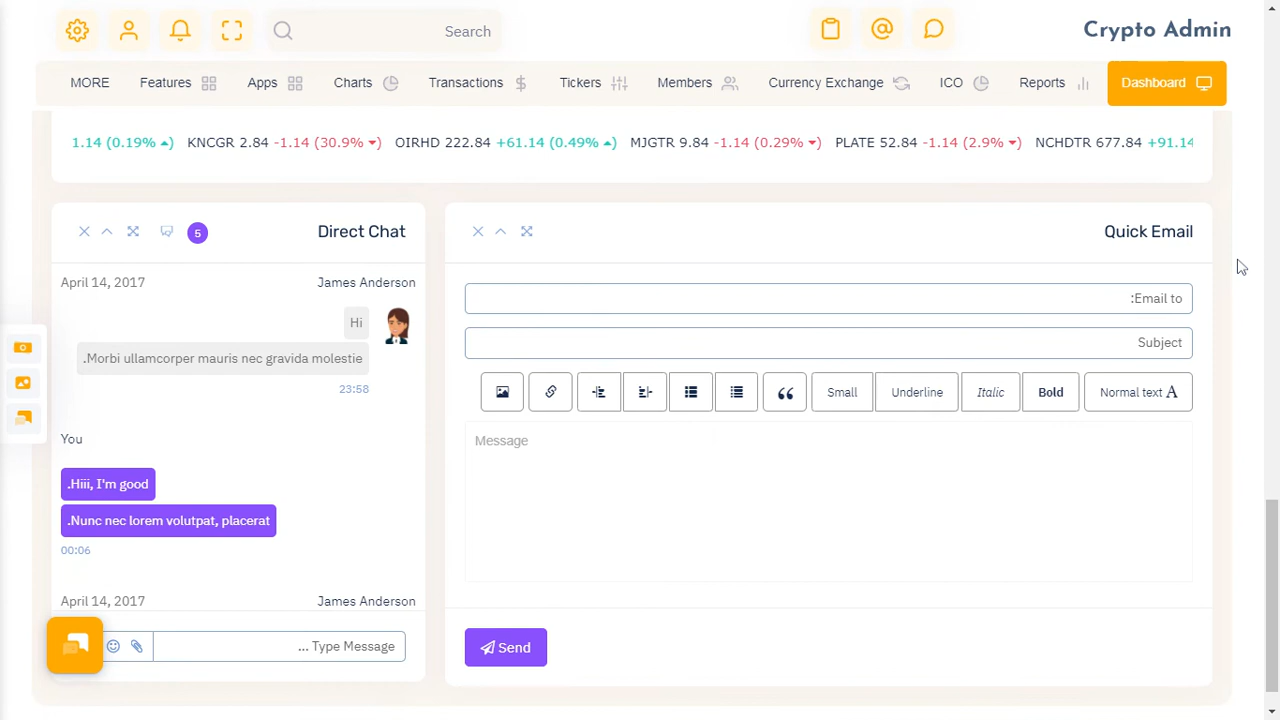 Search
Crypto Admin
MORE Features Apps Charts Transactions Tickers Members Currency Exchange ICO Reports Dashboard
1.14 (0.19% ) KNCGR 2.84 -1.14 (30.9% ) OIRHD 222.84 +61.14 (0.49% ) MJGTR 9.84 -1.14 (0.29% ) PLATE 52.84 -1.14 (2.9% ) NCHDTR 677.84 +91.14
5 Direct Chat
April 14, 2017 James Anderson
Hi
.Morbi ullamcorper mauris nec gravida molestie
23:58
You
.Hiii, I'm good
.Nunc nec lorem volutpat, placerat
00:06
April 14, 2017 James Anderson
... Type Message
Quick Email
:Email to
Subject
Small Underline Italic Bold Normal text A
Message
Send